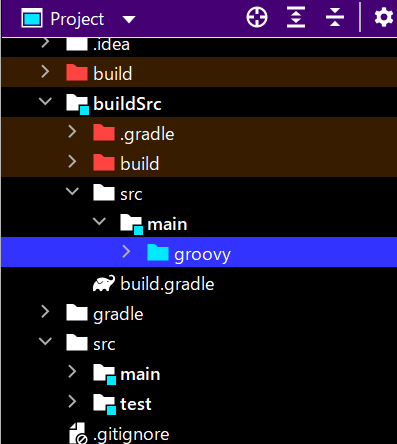 Project
.idea
build
buildSrc
.gradle
build
src
main
groovy
build.gradle
gradle
src
main
test
.gitignore